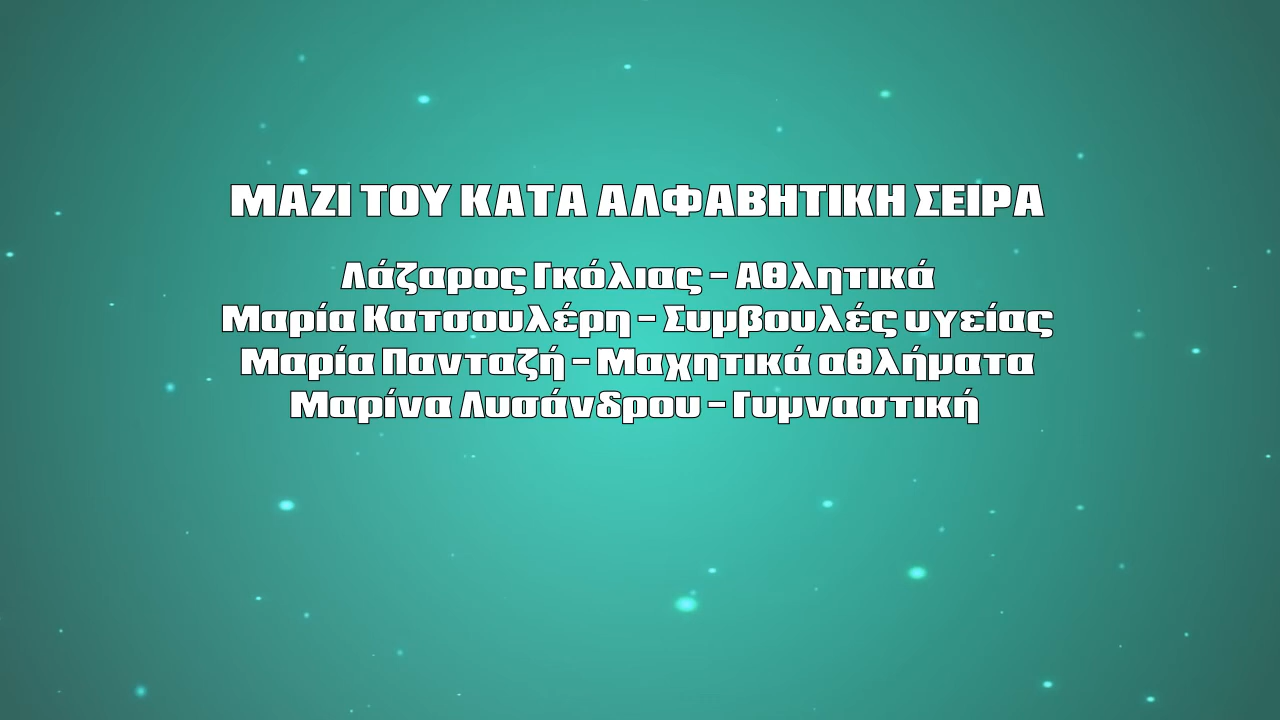 ΜΑΖΙ ΤΟΥ ΚΑΤΑ ΑΛΦΑΒΗΤΙΚΗ ΣΕΙΡΑ
Λάζαρος Γκόλιας - Αθλητικά
Μαρία Κατσουλέρη - Συμβουλές υγείας
Μαρία Πανταζή - Μαχητικά αθλήματα
Μαρίνα Λυσάνδρου - Γυμναστική